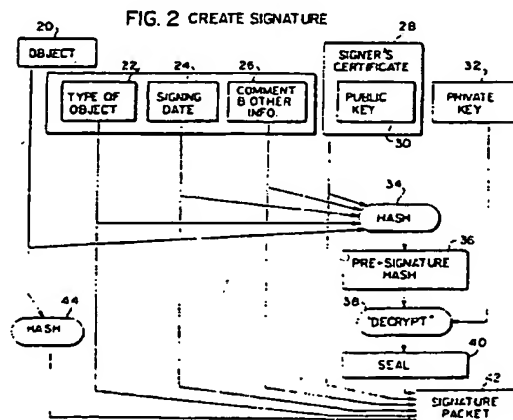 FIG. 2 CREATE SIGNATURE
20
OBJECT
22
TYPE OF
OBJECT
24
SIGNING
DATE
26
COMMENT
& OTHER
INFO.
28
SIGNER'S
CERTIFICATE
PUBLIC
KEY
30
32
PRIVATE
KEY
34
HASH
36
PRE-SIGNATURE
HASH
38
"DECRYPT"
40
SEAL
44
HASH
42
SIGNATURE
PACKET